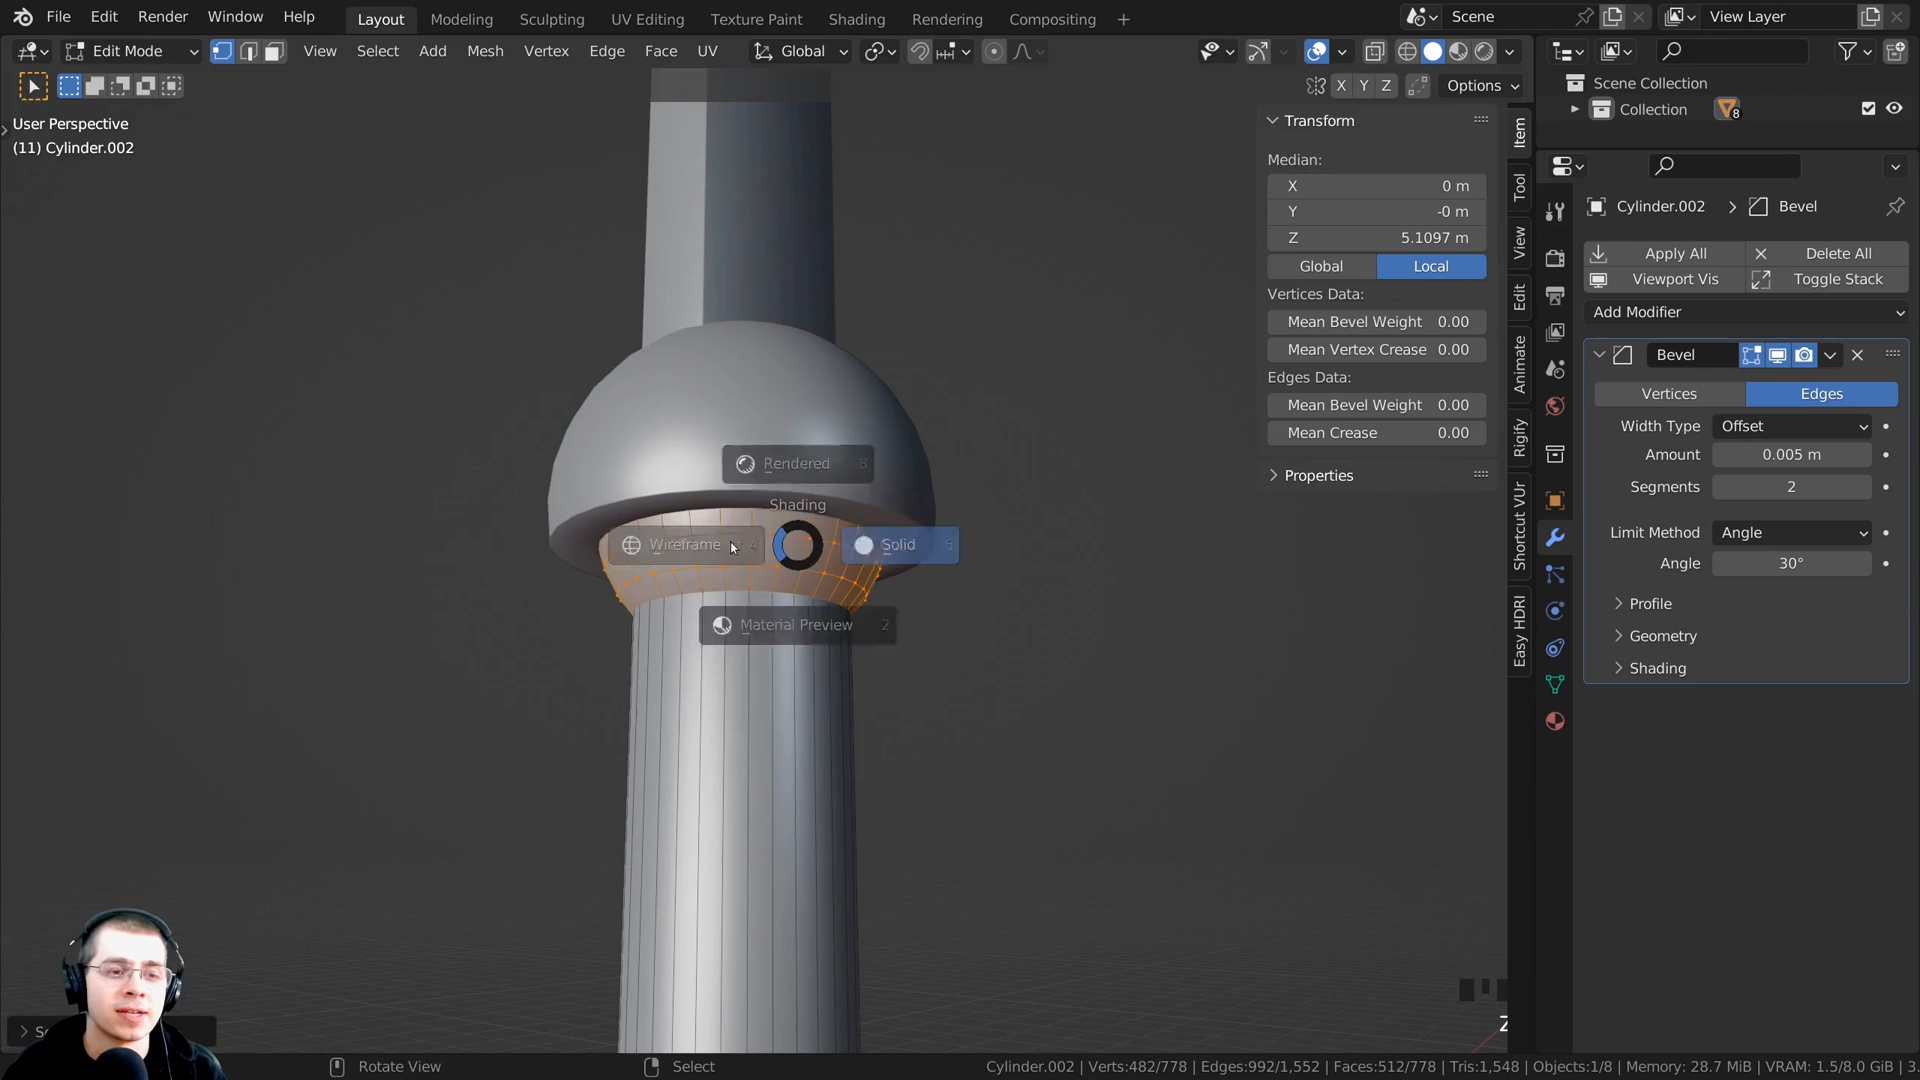 File Edit Render Window Help
Layout Modeling Sculpting UV Editing Texture Paint Shading Rendering Compositing
Scene
View Layer
Edit Mode
View Select Add Mesh Vertex Edge Face UV
Global
X Y Z
Options
Scene Collection
Collection
8
User Perspective
(11) Cylinder.002
Transform
Median:
X 0 m
Y -0 m
Z 5.1097 m
Global Local
Vertices Data:
Mean Bevel Weight 0.00
Mean Vertex Crease 0.00
Edges Data:
Mean Bevel Weight 0.00
Mean Crease 0.00
Properties
Item
Tool
View
Edit
Animate
Rigify
Shortcut VUr
Easy HDRI
Cylinder.002 Bevel
Apply All Delete All
Viewport Vis Toggle Stack
Add Modifier
Bevel
Vertices Edges
Width Type Offset
Amount 0.005 m
Segments 2
Limit Method Angle
Angle 30°
Profile
Geometry
Shading
Rendered 8
Shading
Wireframe 4
Solid 6
Material Preview 2
Z
Rotate View
Select
Cylinder.002 | Verts:482/778 | Edges:992/1,552 | Faces:512/778 | Tris:1,548 | Objects:1/8 | Memory: 28.7 MiB | VRAM: 1.5/8.0 GiB | 3.